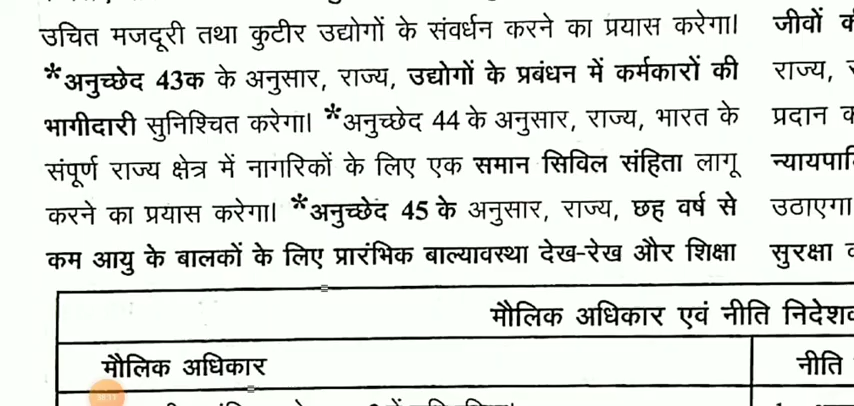 उचित मजदूरी तथा कुटीर उद्योगों के संवर्धन करने का प्रयास करेगा।
*अनुच्छेद 43क के अनुसार, राज्य, उद्योगों के प्रबंधन में कर्मकारों की
भागीदारी सुनिश्चित करेगा। *अनुच्छेद 44 के अनुसार, राज्य, भारत के
संपूर्ण राज्य क्षेत्र में नागरिकों के लिए एक समान सिविल संहिता लागू
करने का प्रयास करेगा। *अनुच्छेद 45 के अनुसार, राज्य, छह वर्ष से
कम आयु के बालकों के लिए प्रारंभिक बाल्यावस्था देख-रेख और शिक्षा
जीवों
राज्य,
प्रदान
उठाएगा
सुरक्षा
मौलिक अधिकार एवं नीति
मौलिक अधिकार
नीति